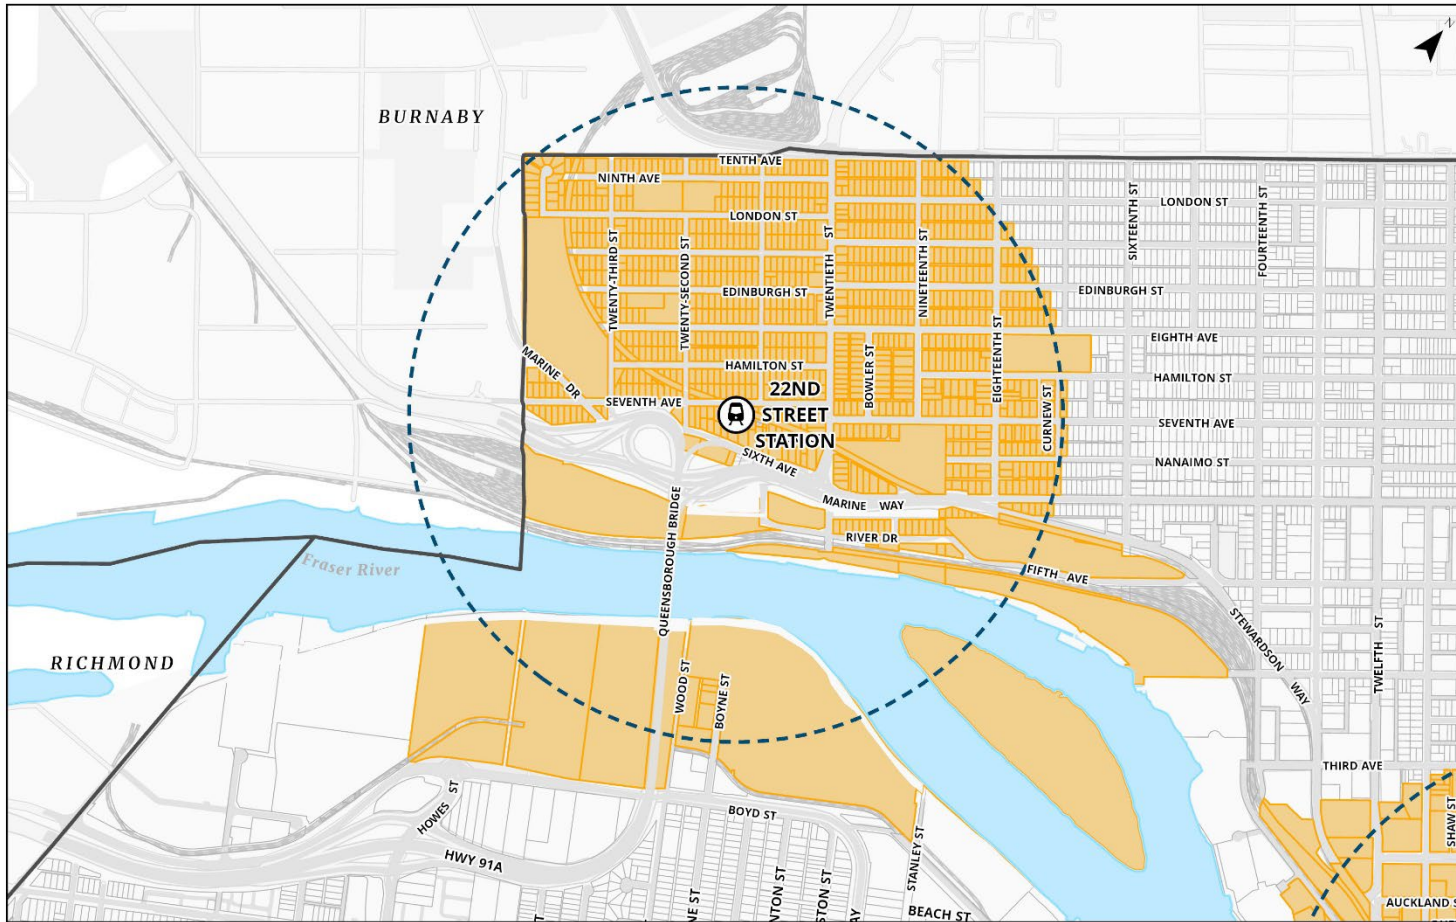 N
BURNABY
TENTH AVE
NINTH AVE
LONDON ST
SIXTEENTH ST
FOURTEENTH ST
LONDON ST
TWENTY-THIRD ST
TWENTY-SECOND ST
TWENTIETH ST
NINETEENTH ST
EDINBURGH ST
EDINBURGH ST
EIGHTH AVE
MARINE DR
HAMILTON ST
BOWLER ST
EIGHTEENTH ST
HAMILTON ST
SEVENTH AVE
22ND
STREET
STATION
CURNEW ST
SEVENTH AVE
SIXTH AVE
NANAIMO ST
QUEENSBOROUGH BRIDGE
MARINE WAY
RIVER DR
Fraser River
FIFTH AVE
STEWARDSON WAY
TWELFTH ST
RICHMOND
WOOD ST
BOYNE ST
THIRD AVE
HOWES ST
BOYD ST
SHAW ST
HWY 91A
STANLEY ST
AUCKLAND
BEACH ST